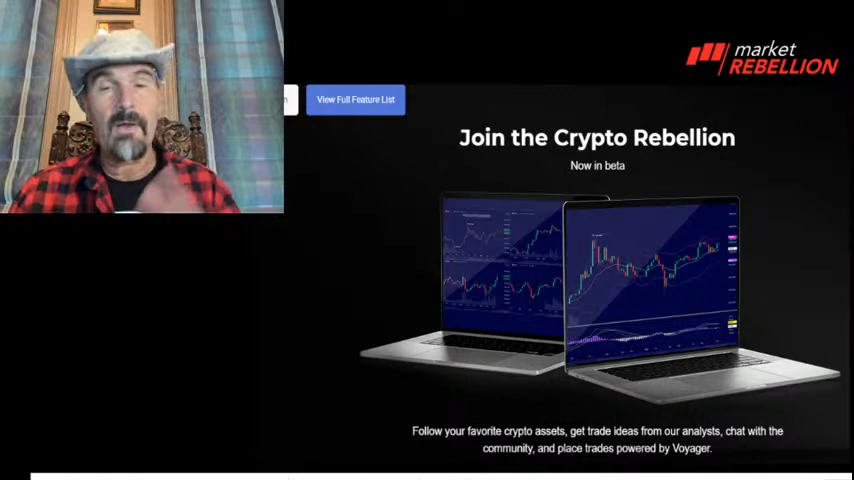 market
REBELLION
View Full Feature List
Join the Crypto Rebellion
Now in beta
Follow your favorite crypto assets, get trade ideas from our analysts, chat with the
community, and place trades powered by Voyager.